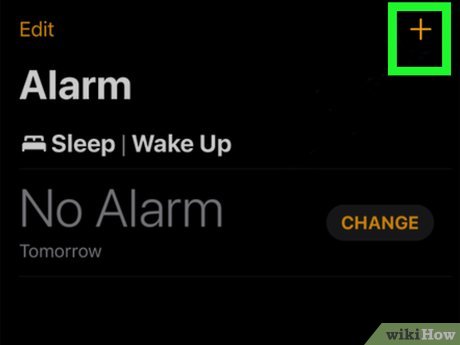 Edit +
Alarm
Sleep | Wake Up
No Alarm
Tomorrow
CHANGE
wikiHow